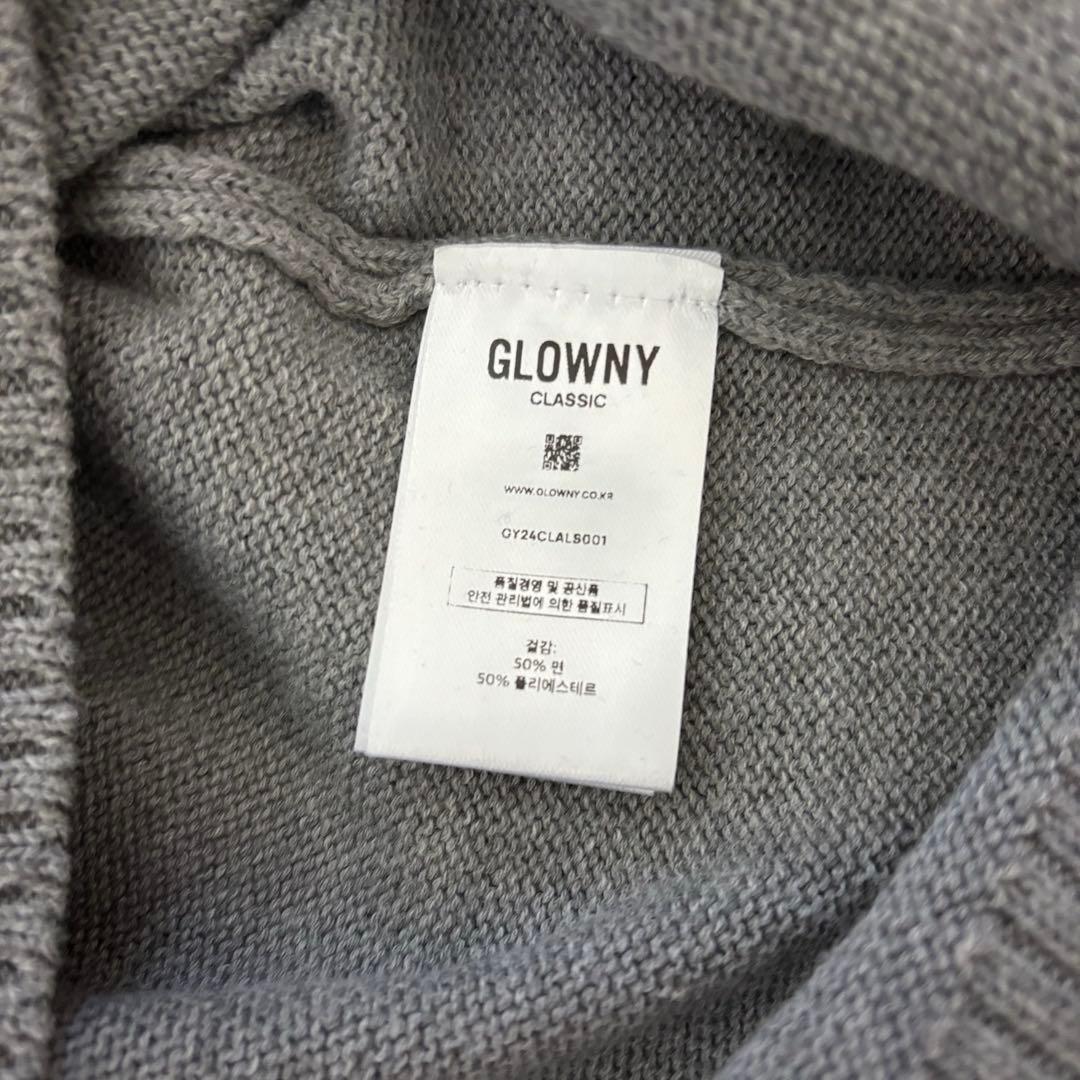 GLOWNY
CLASSIC
WWW.GLOWNY.CO.KR
GY24CLALS001
품질경영 및 공산품
안전 관리법에 의한 품질표시
겉감:
50% 면
50% 폴리에스테르